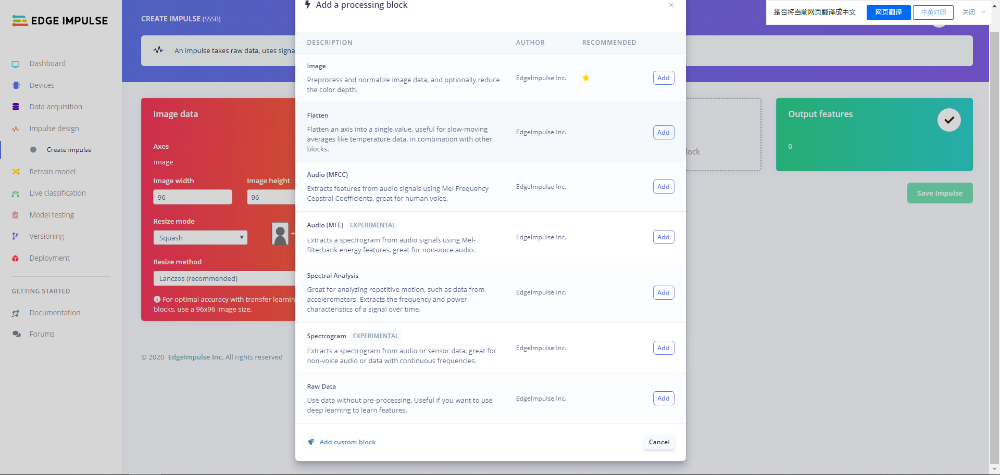 EDGE IMPULSE
Dashboard
Devices
Data acquisition
Impulse design
Create impulse
Retrain model
Live classification
Model testing
Versioning
Deployment
GETTING STARTED
Documentation
Forums
CREATE IMPULSE (SSSB)
An impulse takes raw data, uses signa
Image data
Axes
image
Image width
Image height
96
96
Resize mode
Squash
Resize method
Lanczos (recommended)
For optimal accuracy with transfer learnin
blocks, use a 96x96 image size.
© 2020 EdgeImpulse Inc. All rights reserved
Add a processing block
×
DESCRIPTION AUTHOR RECOMMENDED
Image
Preprocess and normalize image data, and optionally reduce
the color depth.
EdgeImpulse Inc.
Add
Flatten
Flatten an axis into a single value, useful for slow-moving
averages like temperature data, in combination with other
blocks.
EdgeImpulse Inc.
Add
Audio (MFCC)
Extracts features from audio signals using Mel Frequency
Cepstral Coefficients, great for human voice.
EdgeImpulse Inc.
Add
Audio (MFE) EXPERIMENTAL
Extracts a spectrogram from audio signals using Mel-
filterbank energy features, great for non-voice audio.
EdgeImpulse Inc.
Add
Spectral Analysis
Great for analyzing repetitive motion, such as data from
accelerometers. Extracts the frequency and power
characteristics of a signal over time.
EdgeImpulse Inc.
Add
Spectrogram EXPERIMENTAL
Extracts a spectrogram from audio or sensor data, great for
non-voice audio or data with continuous frequencies.
EdgeImpulse Inc.
Add
Raw Data
Use data without pre-processing. Useful if you want to use
deep learning to learn features.
EdgeImpulse Inc.
Add
Add custom block
Cancel
lock
Output features
0
Save Impulse
是否将当前网页翻译成中文 网页翻译 中英对照 关闭